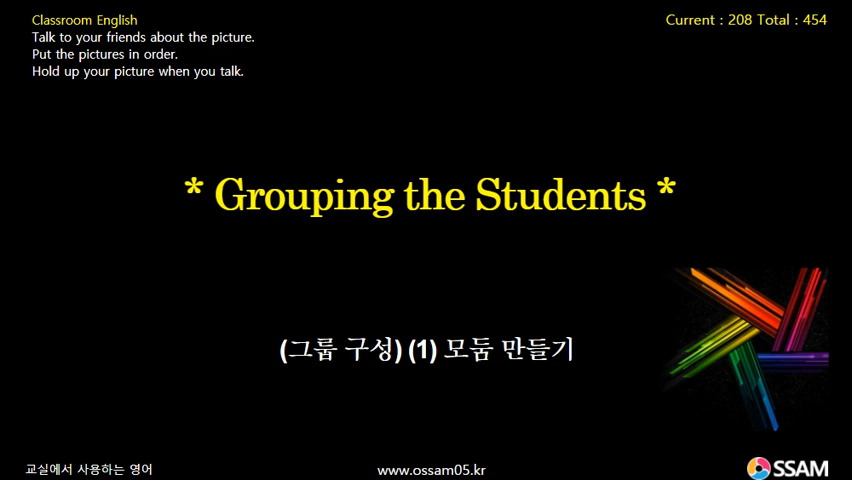 Classroom English
Talk to your friends about the picture.
Put the pictures in order.
Hold up your picture when you talk.
Current : 208 Total : 454
* Grouping the Students *
(그룹 구성) (1) 모둠 만들기
교실에서 사용하는 영어
www.ossam05.kr
OSSAM